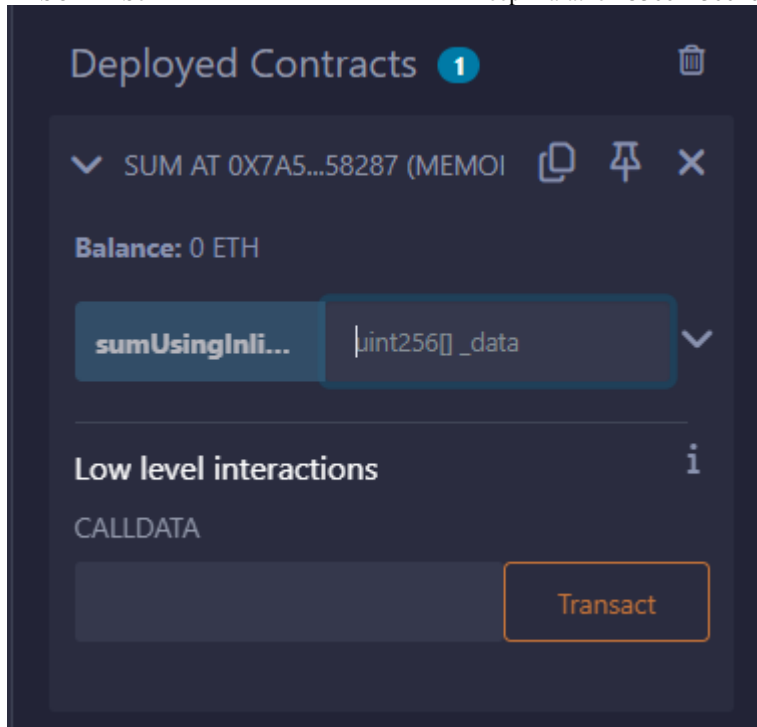 Deployed Contracts 1
SUM AT 0X7A5...58287 (MEMOI
Balance: 0 ETH
sumUsingInli... uint256[] _data
Low level interactions
i
CALLDATA
Transact